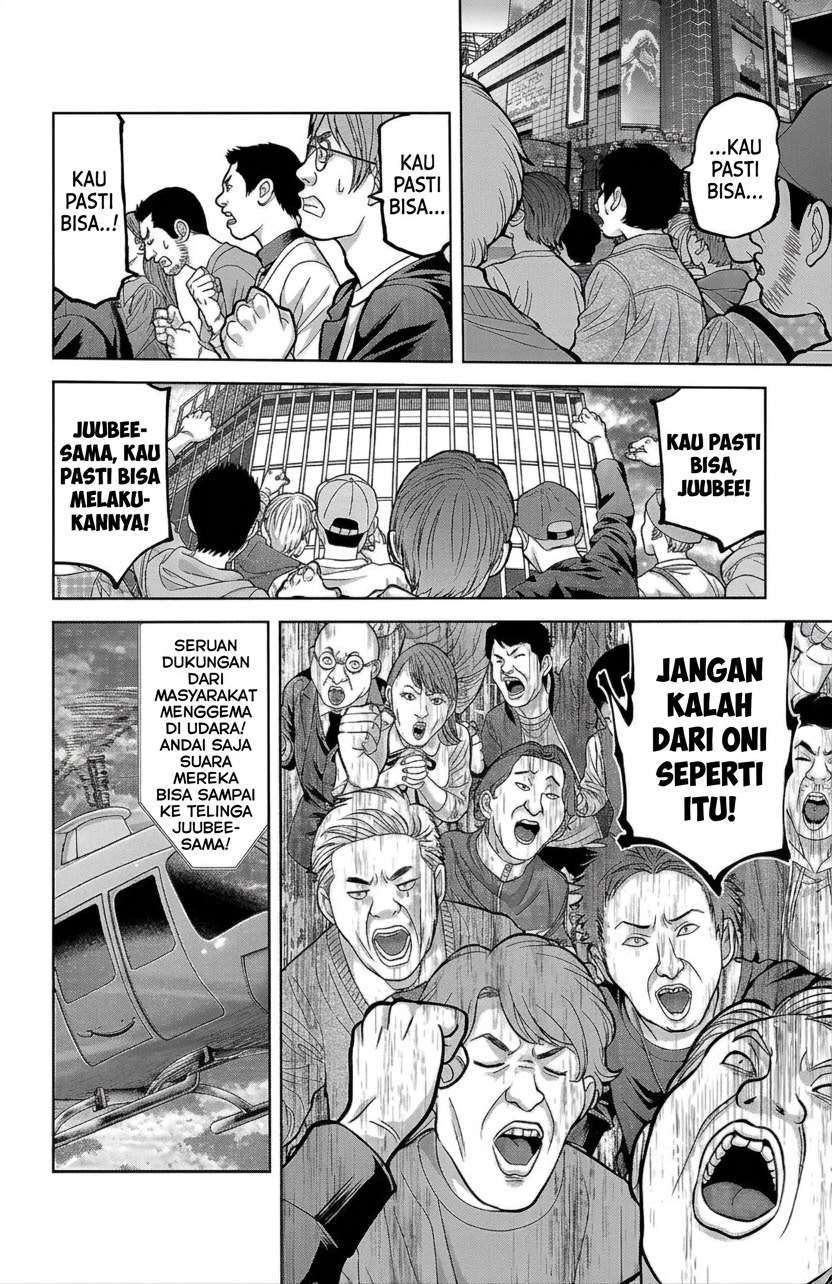 ...KAU
PASTI
BISA...
KAU
PASTI
BISA...
KAU
PASTI
BISA..!
KAU PASTI
BISA,
JUUBEE!
JUUBEE-
SAMA, KAU
PASTI BISA
MELAKU-
KANNYA!
JANGAN
KALAH
DARI ONI
SEPERTI
ITU!
SERUAN
DUKUNGAN
DARI
MASYARAKAT
MENGGEMA
DI UDARA!
ANDAI SAJA
SUARA
MEREKA
BISA SAMPAI
KE TELINGA
JUUBEE-
SAMA!